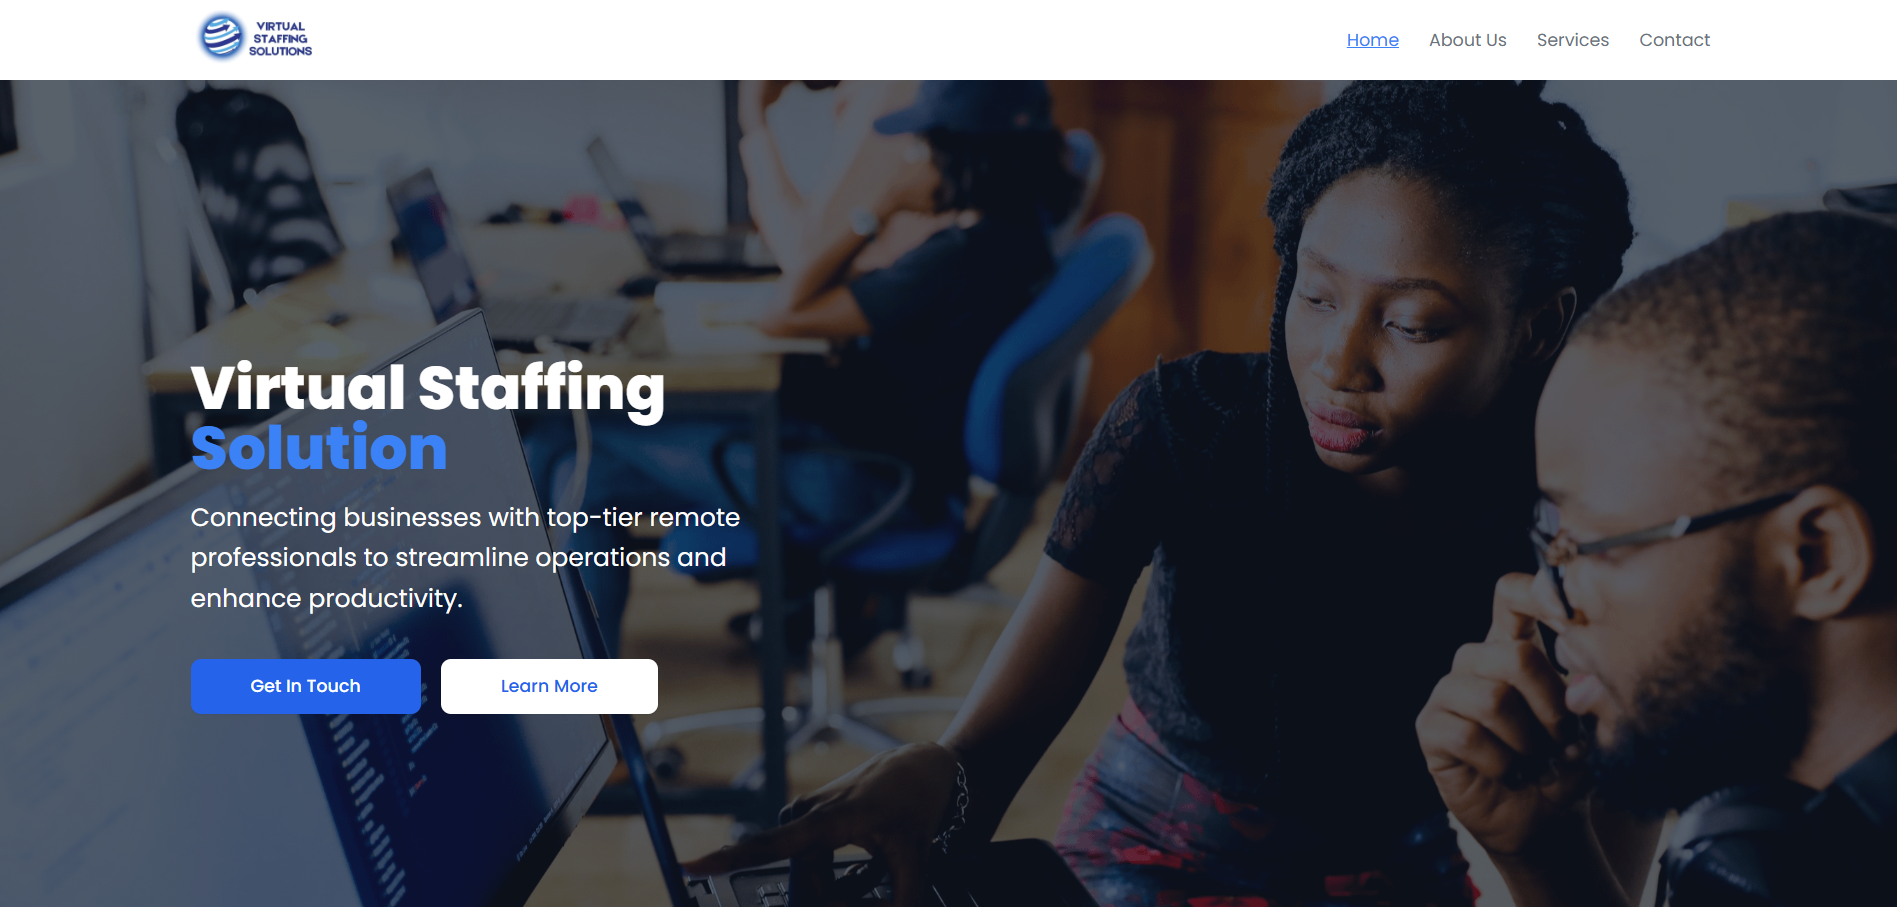 VIRTUAL
STAFFING
SOLUTIONS
Home About Us Services Contact
Virtual Staffing
Solution
Connecting businesses with top-tier remote
professionals to streamline operations and
enhance productivity.
Get In Touch Learn More